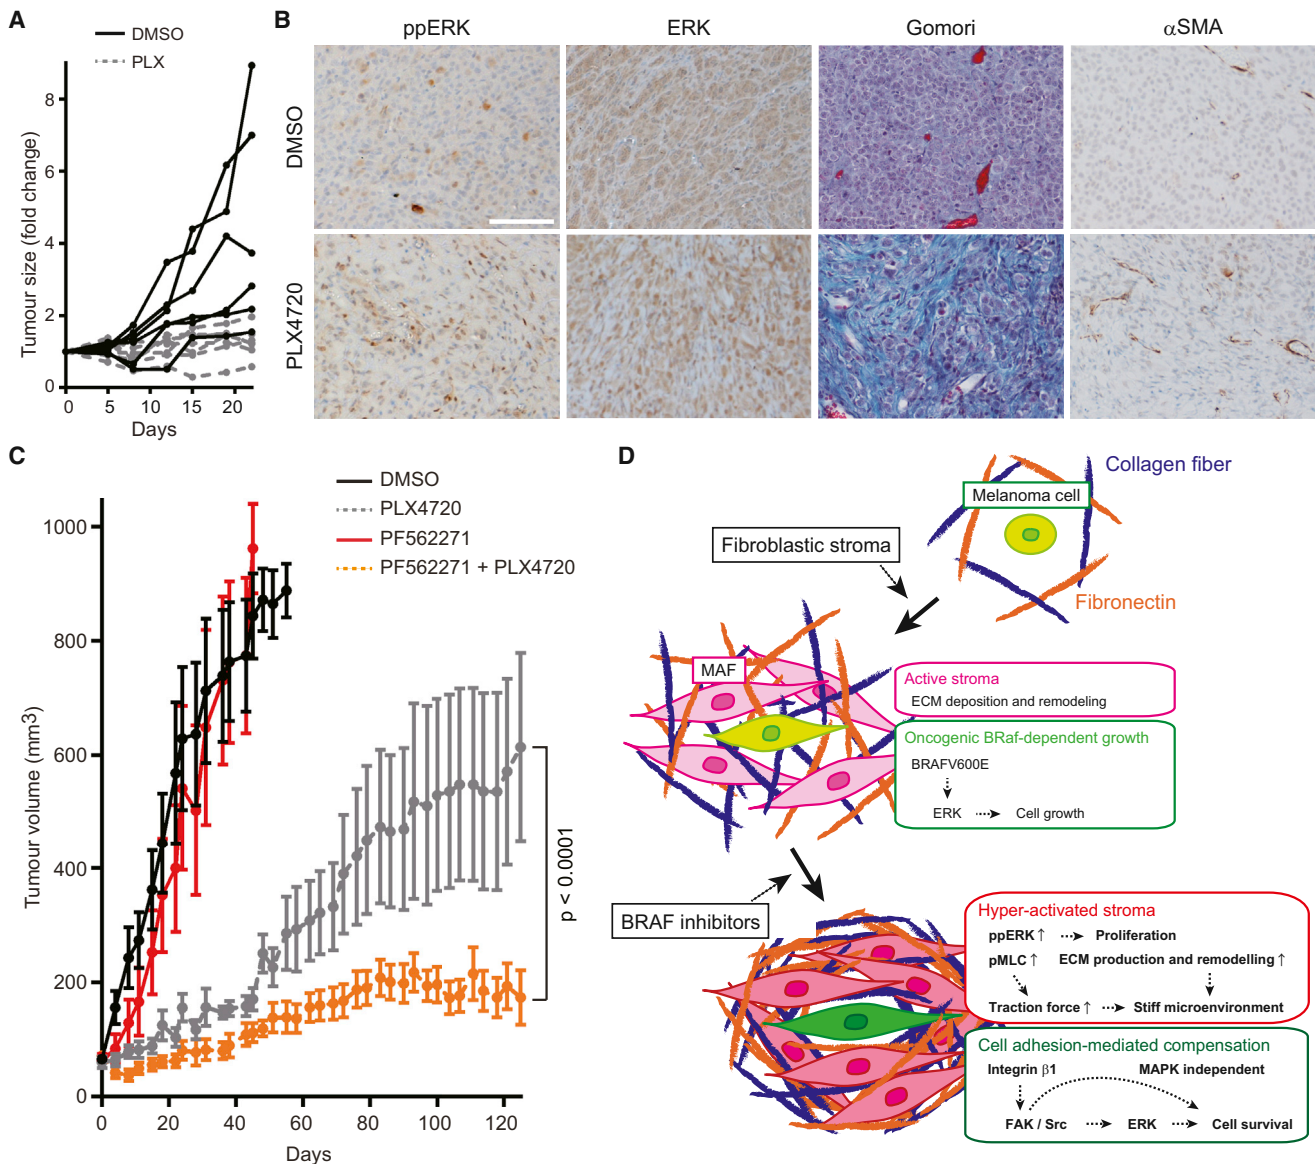 A
DMSO
PLX
Tumour size (fold change)
8
6
4
2
0
0 5 10 15 20
Days
B
ppERK ERK Gomori αSMA
DMSO
PLX4720
C
DMSO
PLX4720
PF562271
PF562271 + PLX4720
Tumour volume (mm3)
1000
800
600
400
200
0
0 20 40 60 80 100 120
Days
p < 0.0001
D
Collagen fiber
Melanoma cell
Fibroblastic stroma
Fibronectin
MAF
Active stroma
ECM deposition and remodeling
Oncogenic BRaf-dependent growth
BRAFV600E
ERK Cell growth
BRAF inhibitors
Hyper-activated stroma
ppERK↑ Proliferation
pMLC↑ ECM production and remodelling↑
Traction force↑ Stiff microenvironment
Cell adhesion-mediated compensation
Integrin β1 MAPK independent
FAK / Src ERK Cell survival